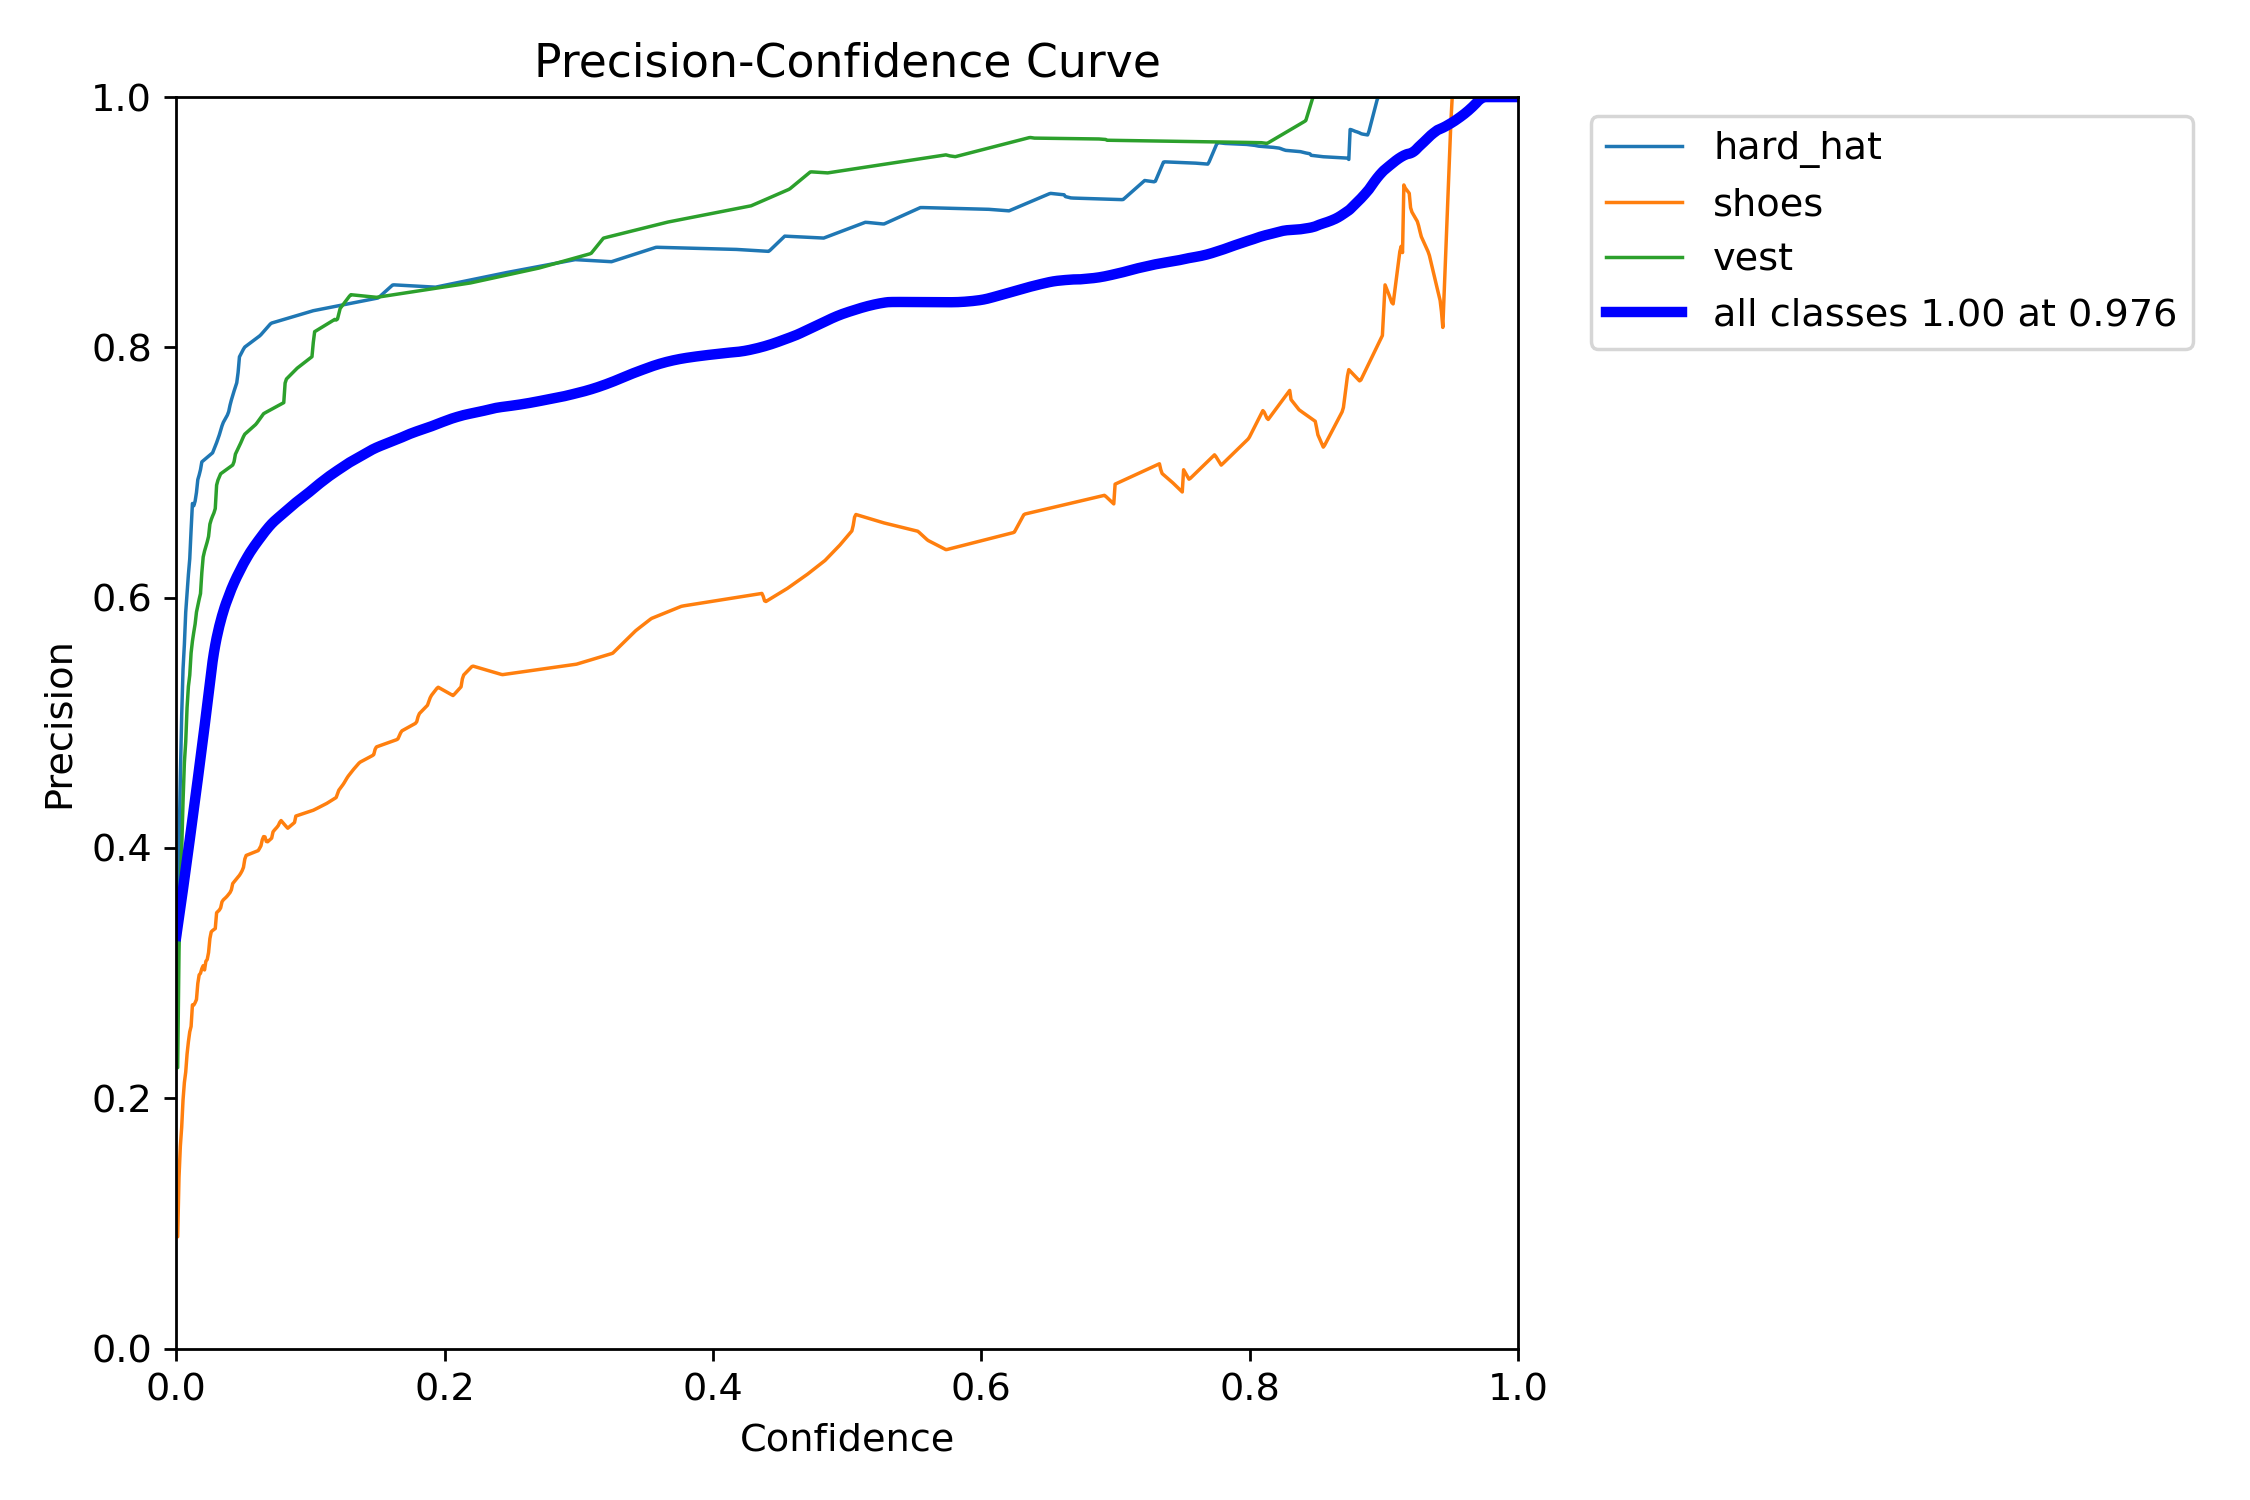 Precision-Confidence Curve
1.0
0.8
0.6
0.4
0.2
0.0
Precision
0.0 0.2 0.4 0.6 0.8 1.0
Confidence
hard_hat
shoes
vest
all classes 1.00 at 0.976